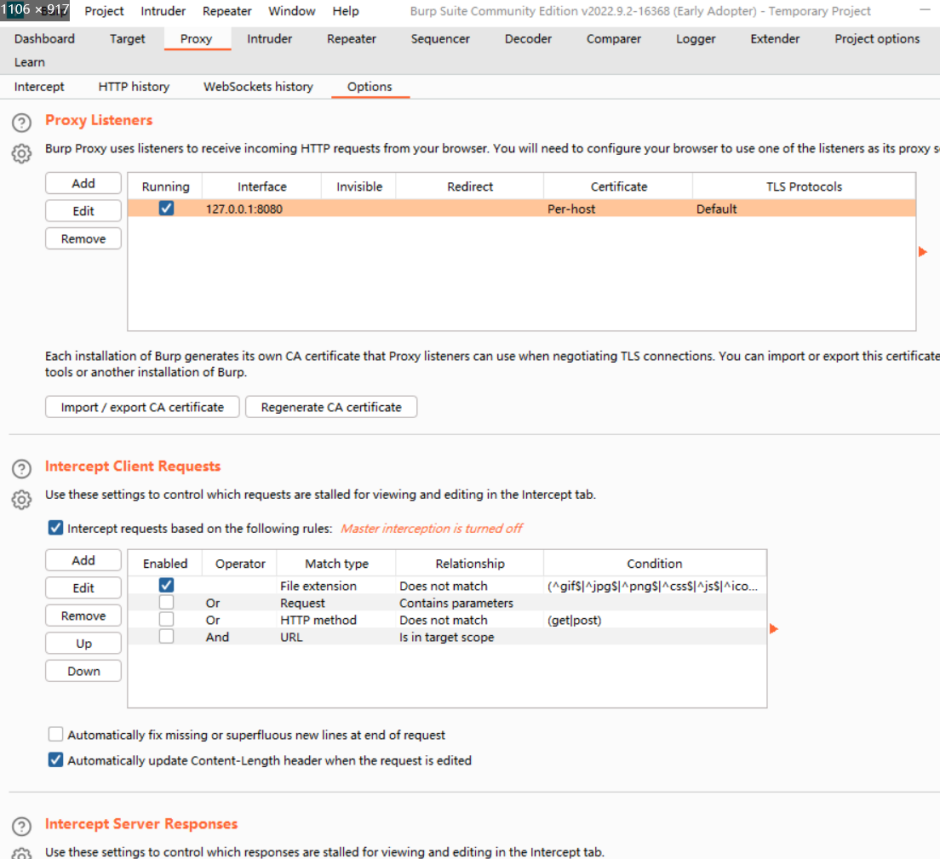 1106 × 917
Project Intruder Repeater Window Help Burp Suite Community Edition v2022.9.2-16368 (Early Adopter) - Temporary Project
Dashboard Target Proxy Intruder Repeater Sequencer Decoder Comparer Logger Extender Project options
Learn
Intercept HTTP history WebSockets history Options
Proxy Listeners
Burp Proxy uses listeners to receive incoming HTTP requests from your browser. You will need to configure your browser to use one of the listeners as its proxy s
Add
Edit
Remove
Running Interface Invisible Redirect Certificate TLS Protocols
127.0.0.1:8080 Per-host Default
Each installation of Burp generates its own CA certificate that Proxy listeners can use when negotiating TLS connections. You can import or export this certificate
tools or another installation of Burp.
Import / export CA certificate Regenerate CA certificate
Intercept Client Requests
Use these settings to control which requests are stalled for viewing and editing in the Intercept tab.
Intercept requests based on the following rules: Master interception is turned off
Add
Edit
Remove
Up
Down
Enabled Operator Match type Relationship Condition
File extension Does not match (^gif$|^jpg$|^png$|^css$|^js$|^ico...
Or Request Contains parameters
Or HTTP method Does not match (get|post)
And URL Is in target scope
Automatically fix missing or superfluous new lines at end of request
Automatically update Content-Length header when the request is edited
Intercept Server Responses
Use these settings to control which responses are stalled for viewing and editing in the Intercept tab.